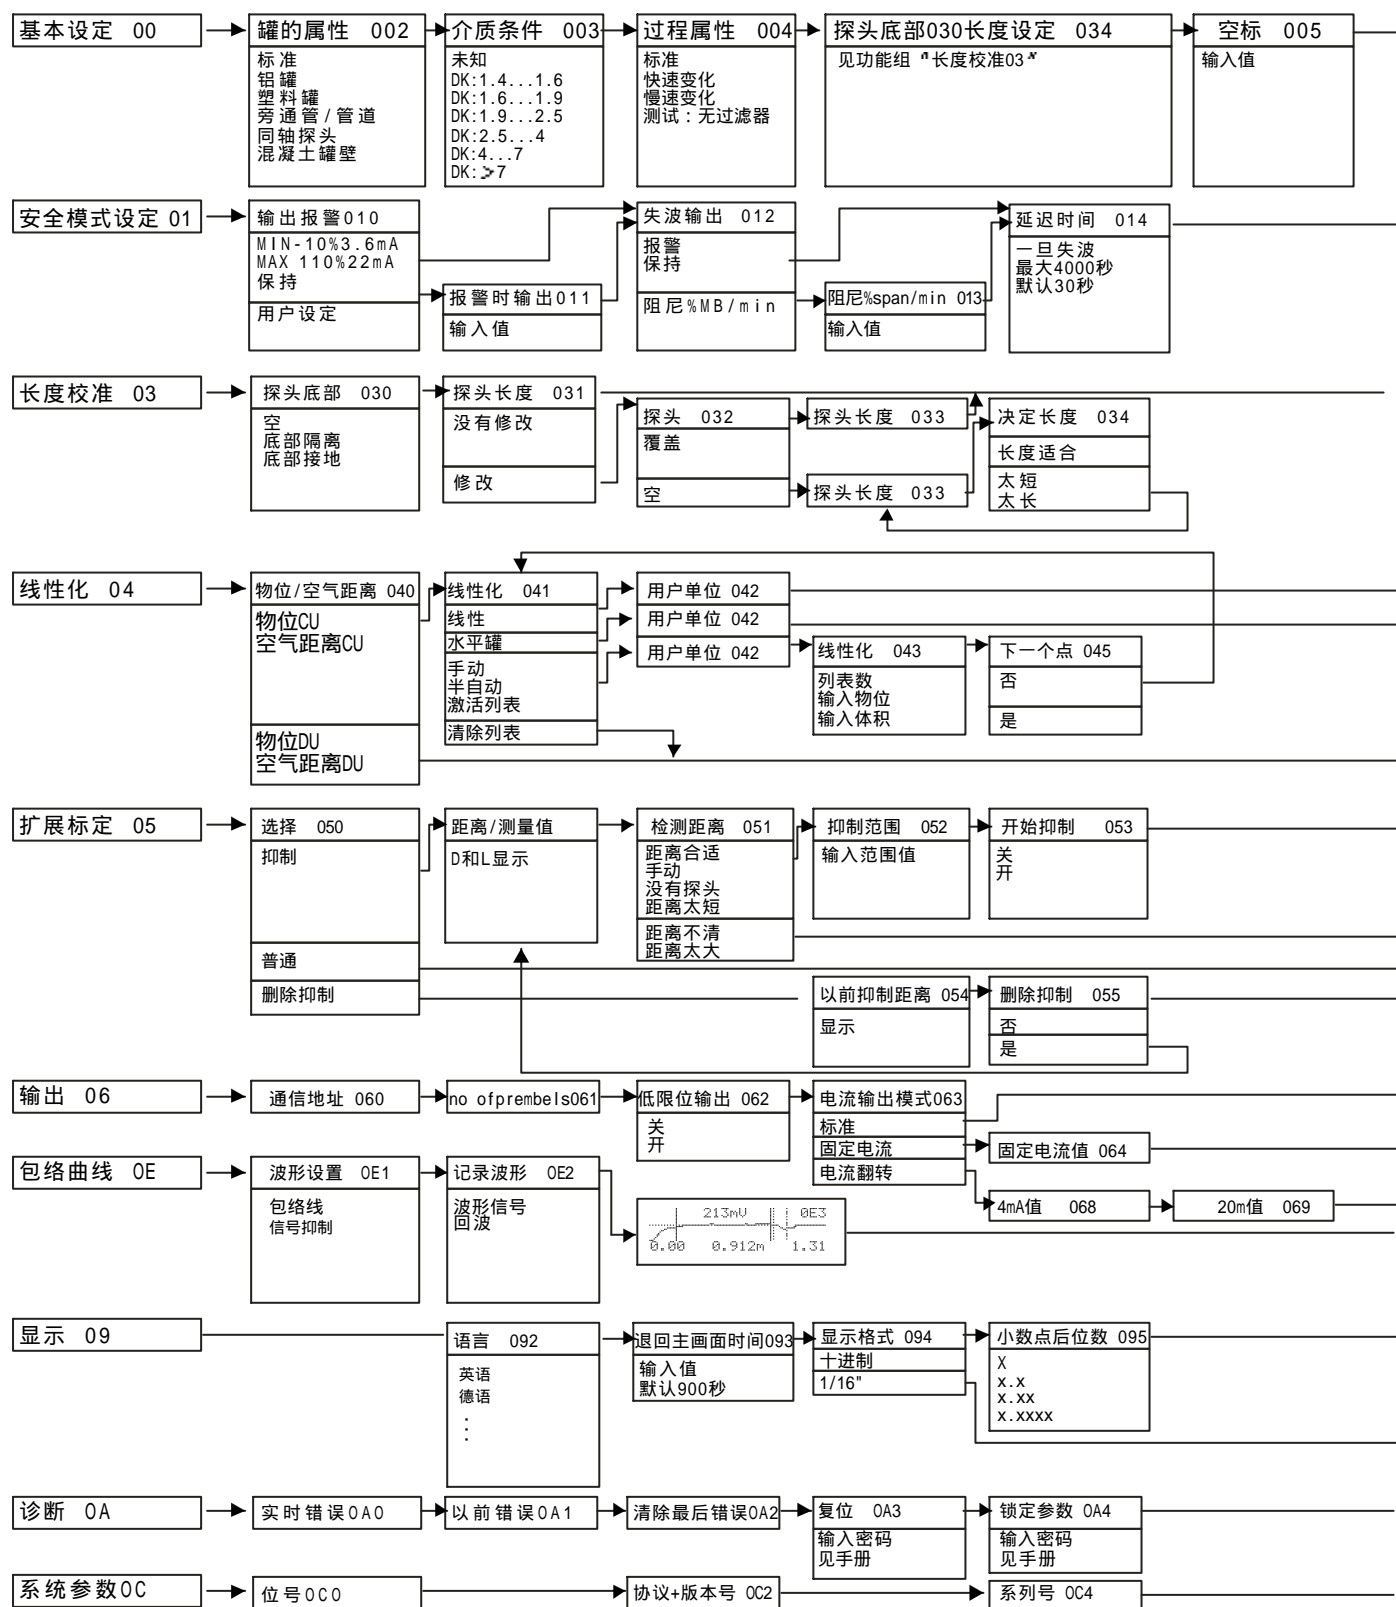 基本设定 00
罐的属性 002
标准
铝罐
塑料罐
旁通管/管道
同轴探头
混凝土罐壁
介质条件 003
未知
DK:1.4...1.6
DK:1.6...1.9
DK:1.9...2.5
DK:2.5...4
DK:4...7
DK:>7
过程属性 004
标准
快速变化
慢速变化
测试：无过滤器
探头底部030长度设定 034
见功能组“长度校准03”
空标 005
输入值
安全模式设定 01
输出报警010
MIN-10%3.6mA
MAX 110%22mA
保持
用户设定
报警时输出011
输入值
失波输出 012
报警
保持
阻尼%MB/min
阻尼%span/min 013
输入值
延迟时间 014
一旦失波
最大4000秒
默认30秒
长度校准 03
探头底部 030
空
底部隔离
底部接地
探头长度 031
没有修改
修改
探头 032
覆盖
空
探头长度 033
探头长度 033
决定长度 034
长度适合
太短
太长
线性化 04
物位/空气距离 040
物位CU
空气距离CU
物位DU
空气距离DU
线性化 041
线性
水平罐
手动
半自动
激活列表
清除列表
用户单位 042
用户单位 042
用户单位 042
线性化 043
列表数
输入物位
输入体积
下一个点 045
否
是
扩展标定 05
选择 050
抑制
普通
删除抑制
距离/测量值
D和L显示
检测距离 051
距离合适
手动
没有探头
距离太短
距离不清
距离太大
抑制范围 052
输入范围值
开始抑制 053
关
开
以前抑制距离 054
显示
删除抑制 055
否
是
输出 06
通信地址 060
no ofprembels061
低限位输出 062
关
开
电流输出模式063
标准
固定电流
电流翻转
固定电流值 064
4mA值 068
20m值 069
包络曲线 0E
波形设置 0E1
包络线
信号抑制
记录波形 0E2
波形信号
回波
213mV 0E3
0.00 0.912m 1.31
显示 09
语言 092
英语
德语
⋮
退回主画面时间093
输入值
默认900秒
显示格式 094
十进制
1/16"
小数点后位数 095
X
x.x
x.xx
x.xxxx
诊断 0A
实时错误0A0
以前错误0A1
清除最后错误0A2
复位 0A3
输入密码
见手册
锁定参数 0A4
输入密码
见手册
系统参数0C
位号0C0
协议+版本号 0C2
系列号 0C4